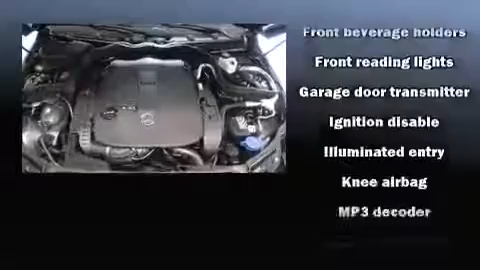 Front beverage holders
Front reading lights
Garage door transmitter
Ignition disable
Illuminated entry
Knee airbag
MP3 decoder